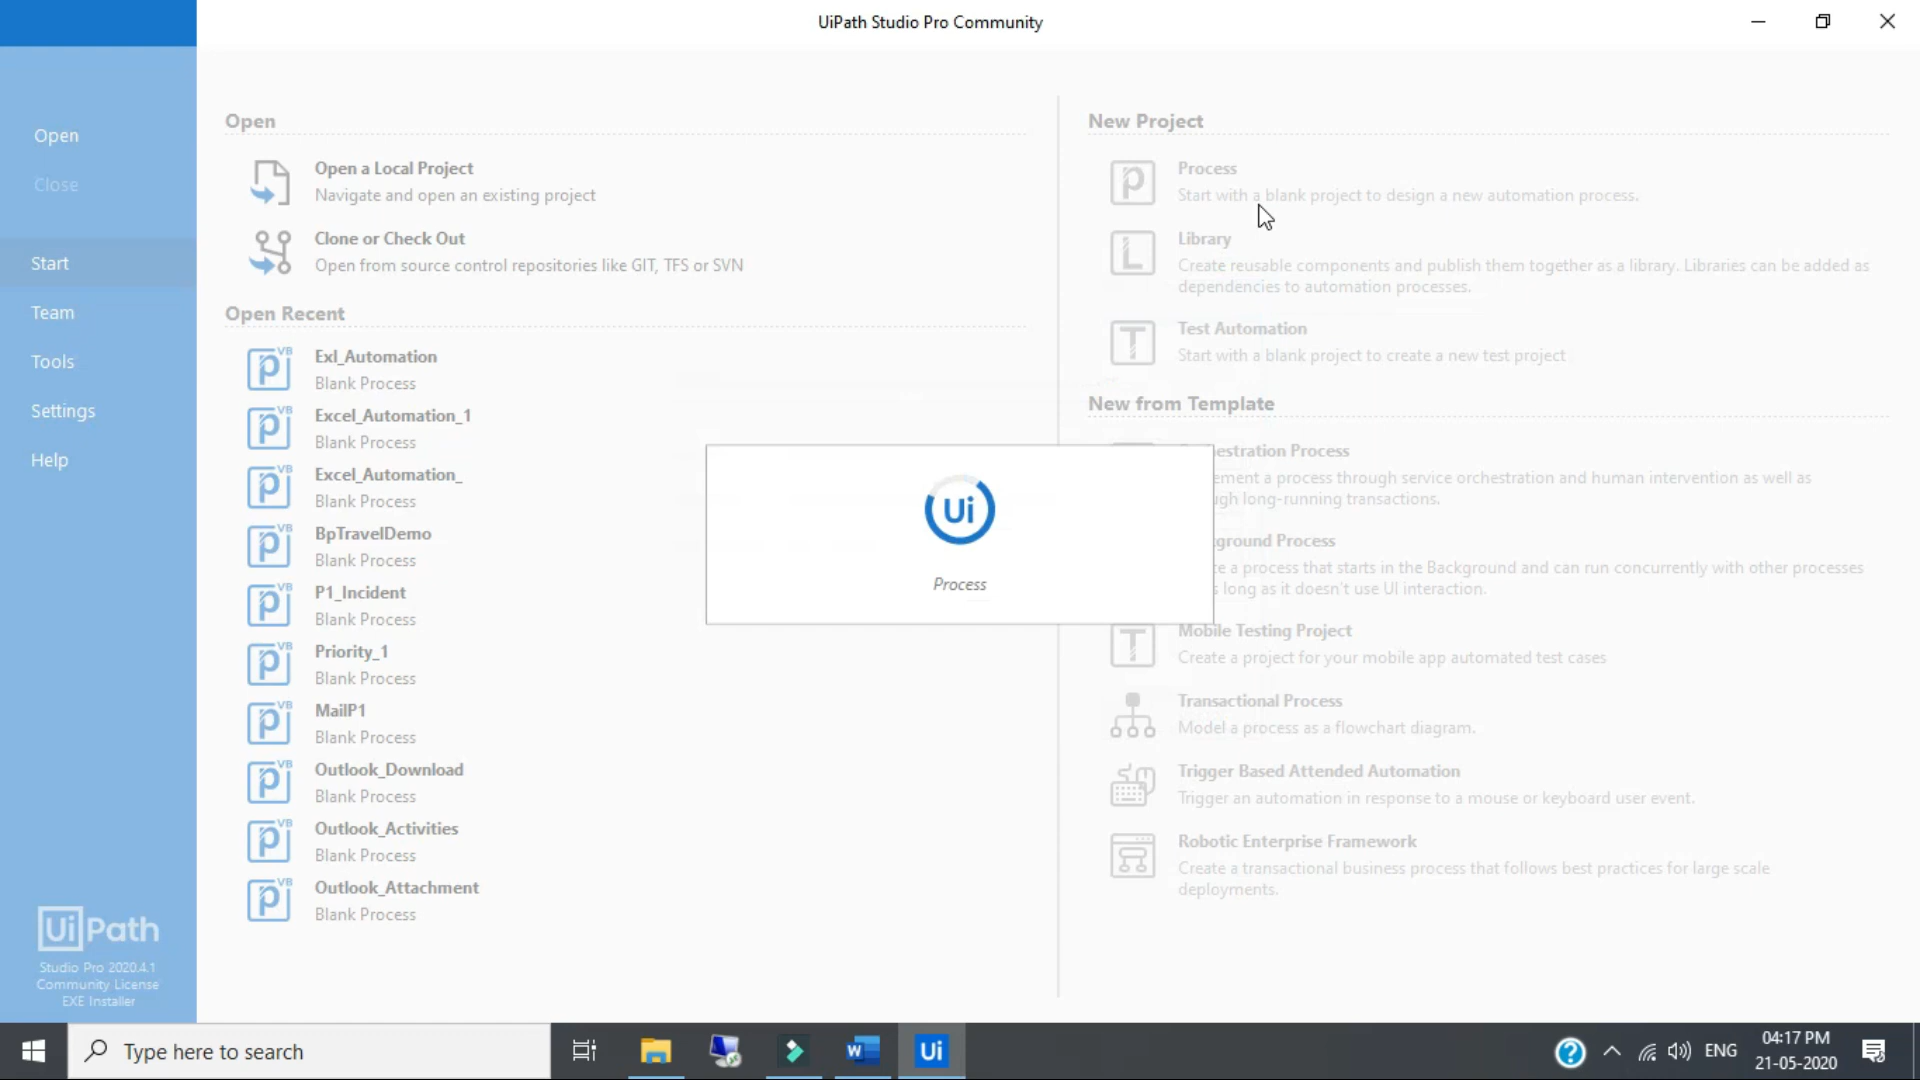 UiPath Studio Pro Community
Open
Close
Start
Team
Tools
Settings
Help
UiPath
Studio Pro 2020.4.1
Community License
EXE Installer
Open
Open a Local Project
Navigate and open an existing project
Clone or Check Out
Open from source control repositories like GIT, TFS or SVN
Open Recent
Exl_Automation
Blank Process
Excel_Automation_1
Blank Process
Excel_Automation_
Blank Process
BpTravelDemo
Blank Process
P1_Incident
Blank Process
Priority_1
Blank Process
MailP1
Blank Process
Outlook_Download
Blank Process
Outlook_Activities
Blank Process
Outlook_Attachment
Blank Process
Ui
Process
New Project
Process
Start with a blank project to design a new automation process.
Library
Create reusable components and publish them together as a library. Libraries can be added as
dependencies to automation processes.
Test Automation
Start with a blank project to create a new test project
New from Template
estration Process
ement a process through service orchestration and human intervention as well as
gh long-running transactions.
ground Process
e a process that starts in the Background and can run concurrently with other processes
s long as it doesn't use UI interaction.
Mobile Testing Project
Create a project for your mobile app automated test cases
Transactional Process
Model a process as a flowchart diagram.
Trigger Based Attended Automation
Trigger an automation in response to a mouse or keyboard user event.
Robotic Enterprise Framework
Create a transactional business process that follows best practices for large scale
deployments.
Type here to search
Ui
ENG
04:17 PM
21-05-2020